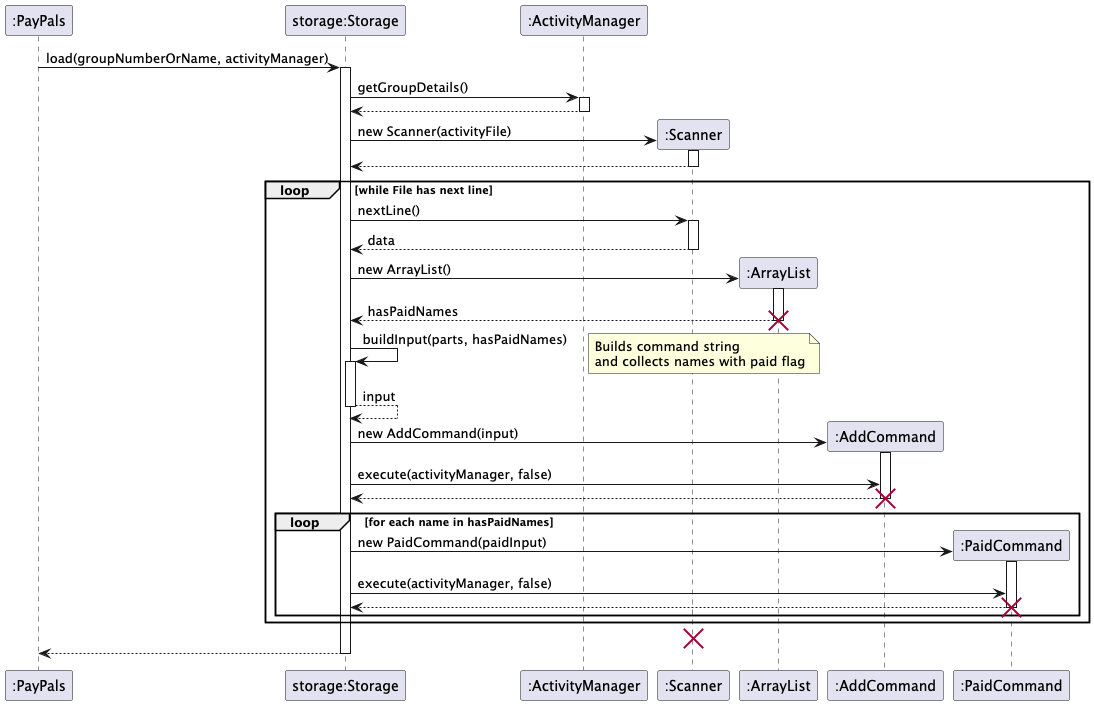 :PayPals
storage:Storage
:ActivityManager
load(groupNumberOrName, activityManager)
getGroupDetails()
new Scanner(activityFile)
:Scanner
loop
[while File has next line]
nextLine()
data
new ArrayList()
:ArrayList
hasPaidNames
buildInput(parts, hasPaidNames)
Builds command string
and collects names with paid flag
input
new AddCommand(input)
:AddCommand
execute(activityManager, false)
loop
[for each name in hasPaidNames]
new PaidCommand(paidInput)
:PaidCommand
execute(activityManager, false)
:PayPals
storage:Storage
:ActivityManager
:Scanner
:ArrayList
:AddCommand
:PaidCommand